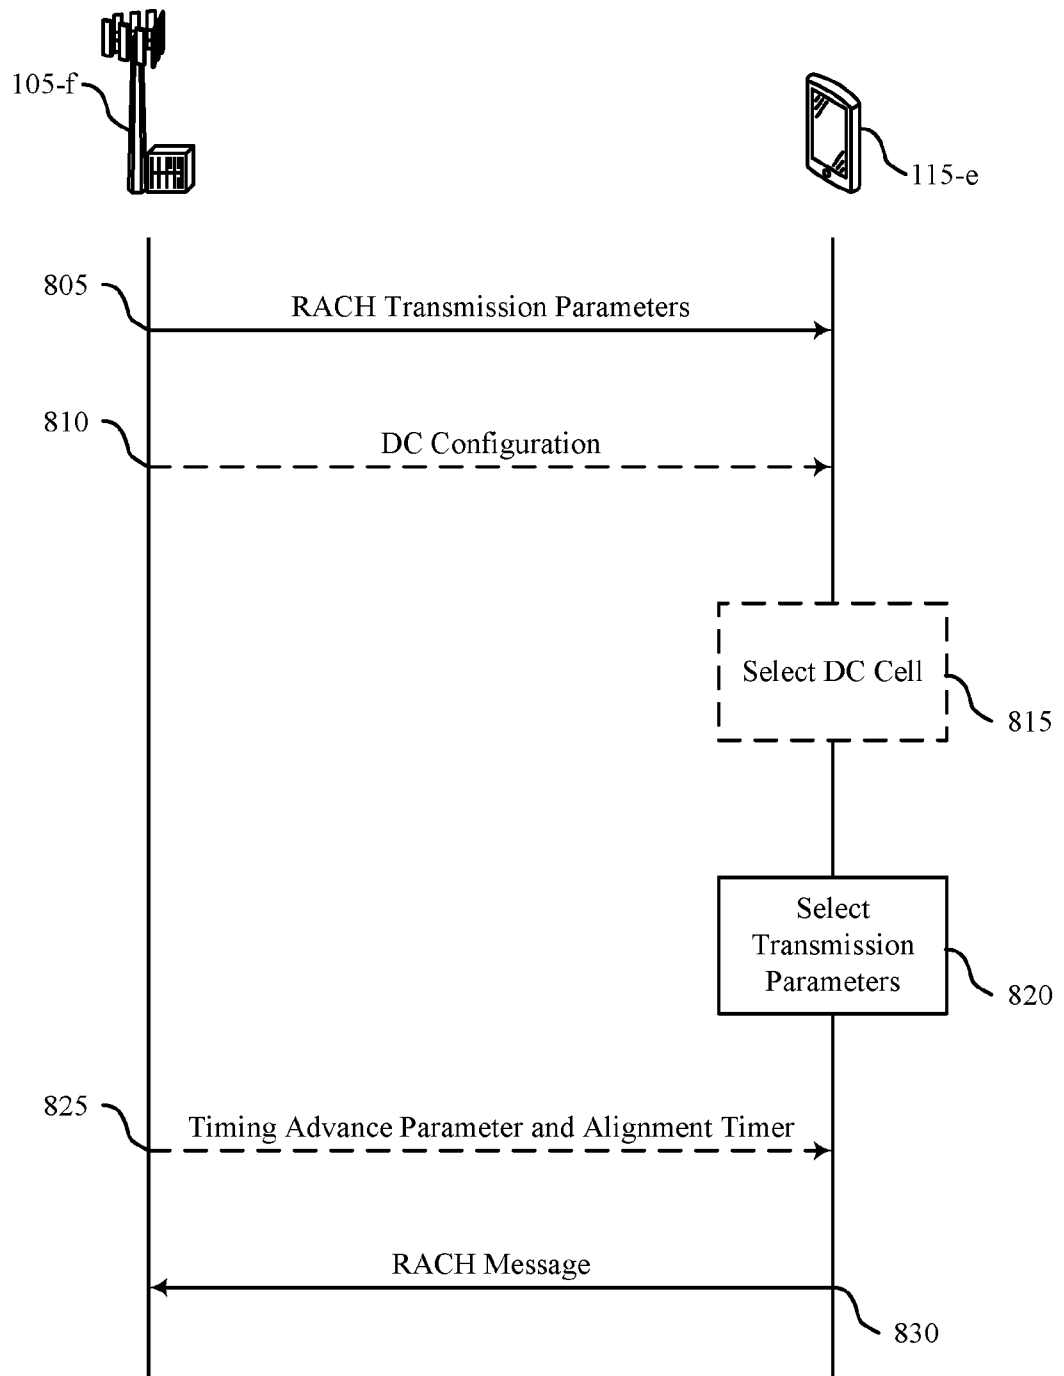 105-f
115-e
805
RACH Transmission Parameters
810
DC Configuration
Select DC Cell
815
Select
Transmission
Parameters
820
825
Timing Advance Parameter and Alignment Timer
RACH Message
830